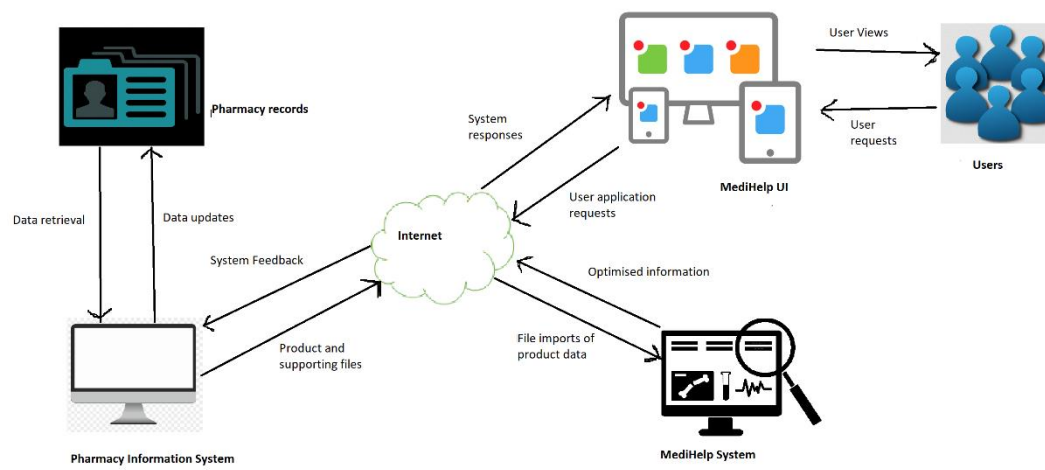 User Views
Pharmacy records
System
responses
User
requests
Users
MediHelp UI
User application
requests
Data retrieval
Data updates
Internet
System Feedback
Optimised information
Product and
supporting files
File imports of
product data
Pharmacy Information System
MediHelp System